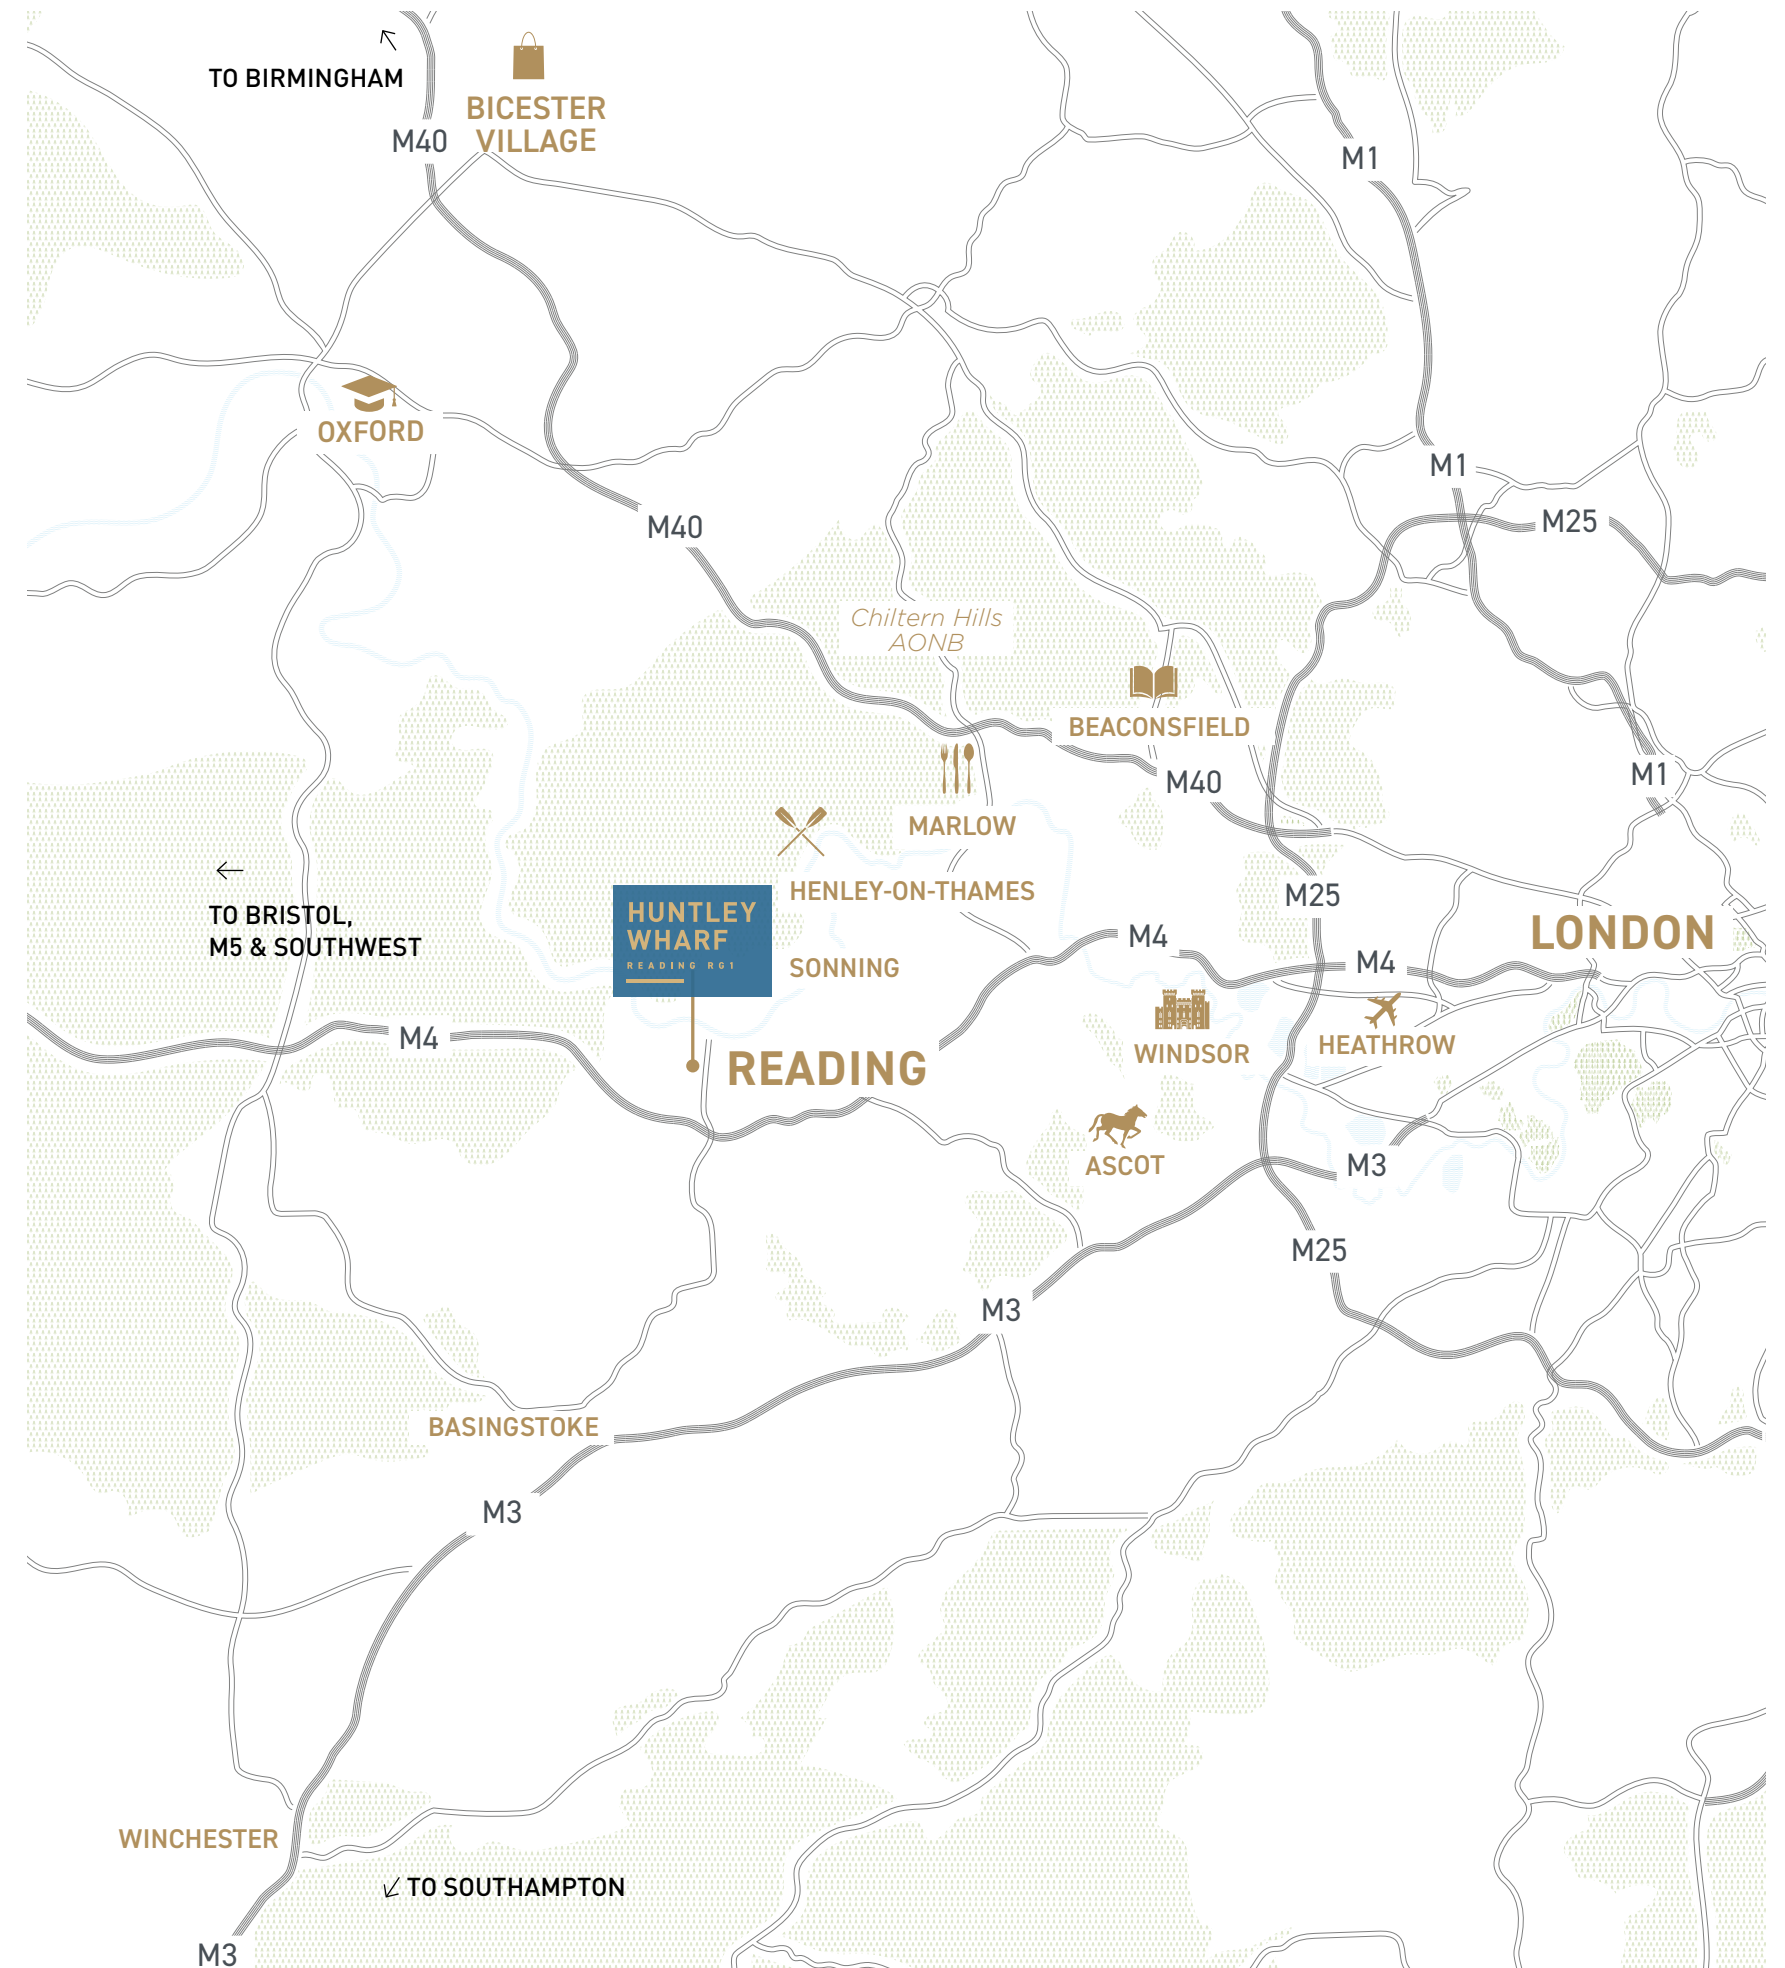 TO BIRMINGHAM
BICESTER
VILLAGE
M40
M1
OXFORD
M1
M40
M25
Chiltern Hills
AONB
BEACONSFIELD
M40
M1
MARLOW
HENLEY-ON-THAMES
M25
TO BRISTOL,
M5 & SOUTHWEST
HUNTLEY
WHARF
READING RG1
SONNING
M4
M4
LONDON
M4
READING
WINDSOR
HEATHROW
ASCOT
M3
M25
M3
BASINGSTOKE
M3
WINCHESTER
TO SOUTHAMPTON
M3